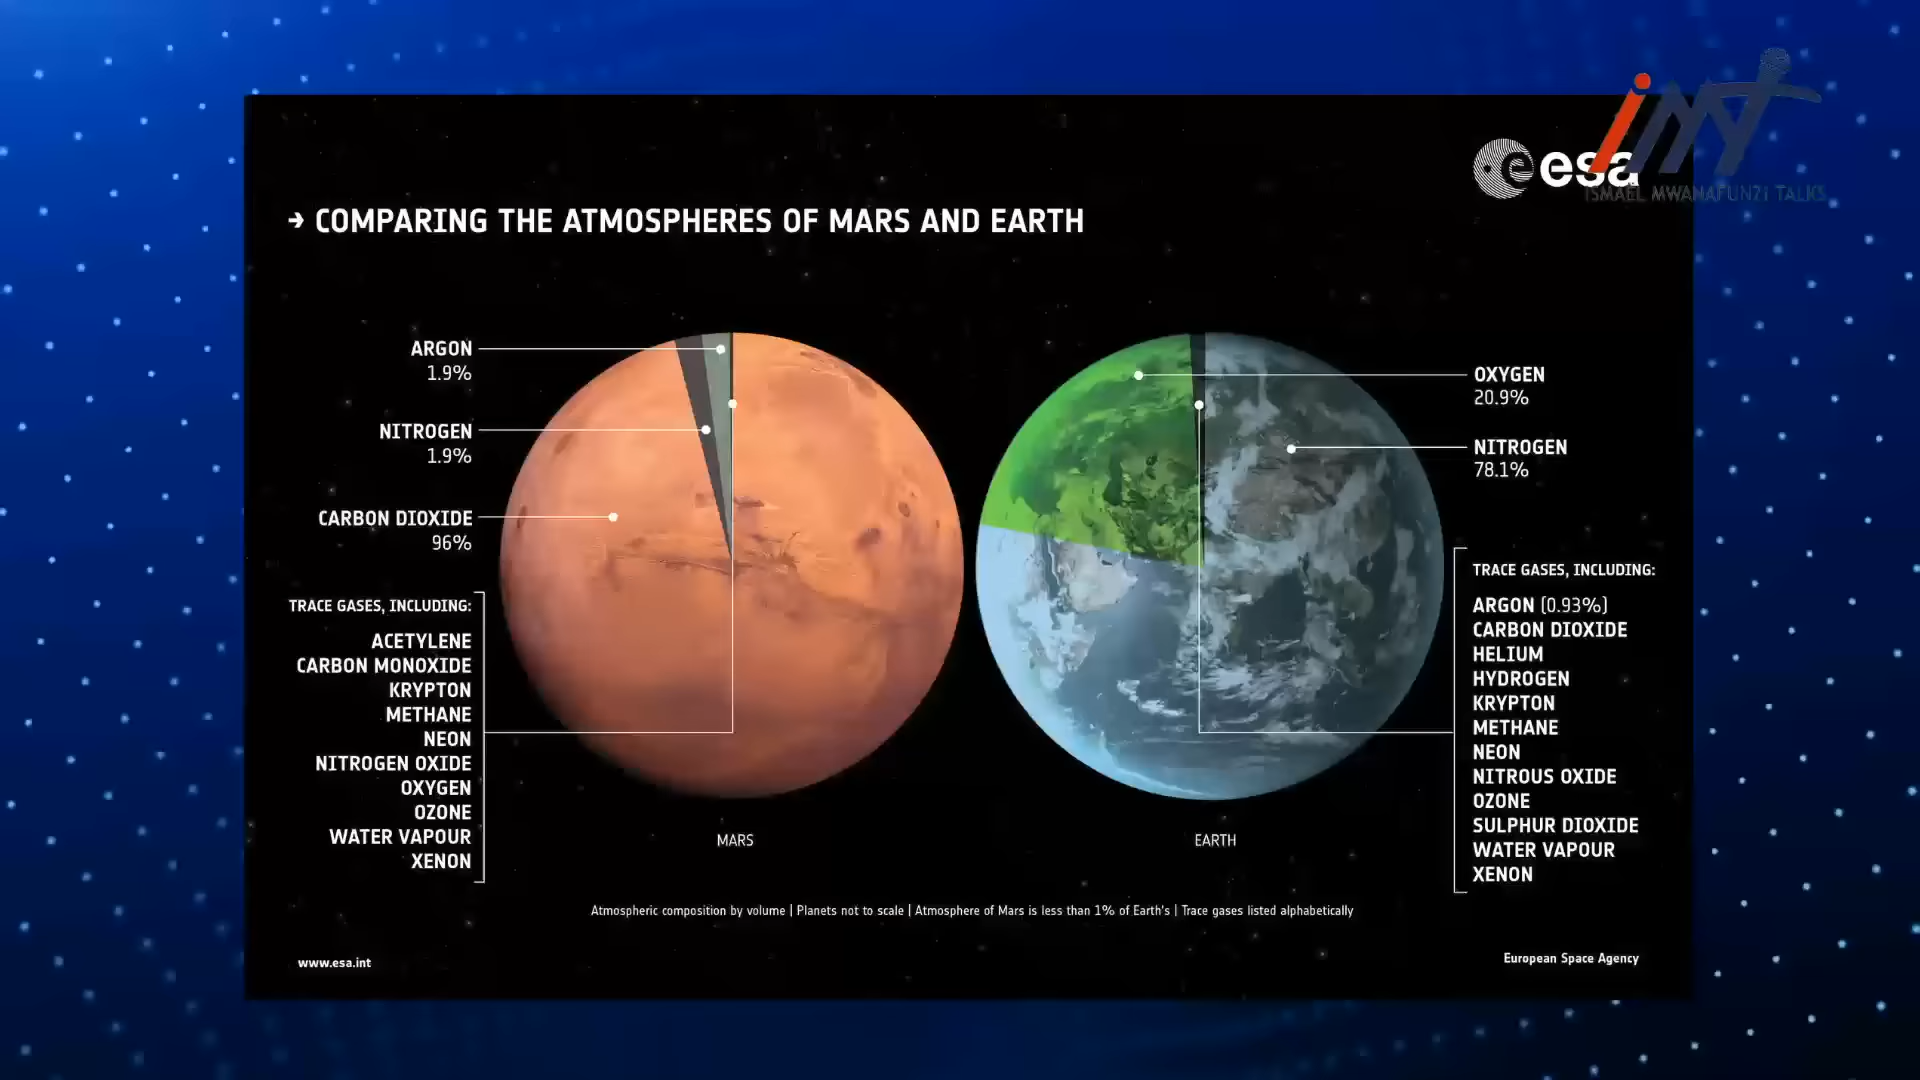 esa
imt
ISMAEL MWANAFUNZI TALKS
→ COMPARING THE ATMOSPHERES OF MARS AND EARTH
ARGON
1.9%
NITROGEN
1.9%
CARBON DIOXIDE
96%
TRACE GASES, INCLUDING:
ACETYLENE
CARBON MONOXIDE
KRYPTON
METHANE
NEON
NITROGEN OXIDE
OXYGEN
OZONE
WATER VAPOUR
XENON
MARS
OXYGEN
20.9%
NITROGEN
78.1%
TRACE GASES, INCLUDING:
ARGON (0.93%)
CARBON DIOXIDE
HELIUM
HYDROGEN
KRYPTON
METHANE
NEON
NITROUS OXIDE
OZONE
SULPHUR DIOXIDE
WATER VAPOUR
XENON
EARTH
Atmospheric composition by volume | Planets not to scale | Atmosphere of Mars is less than 1% of Earth's | Trace gases listed alphabetically
www.esa.int
European Space Agency